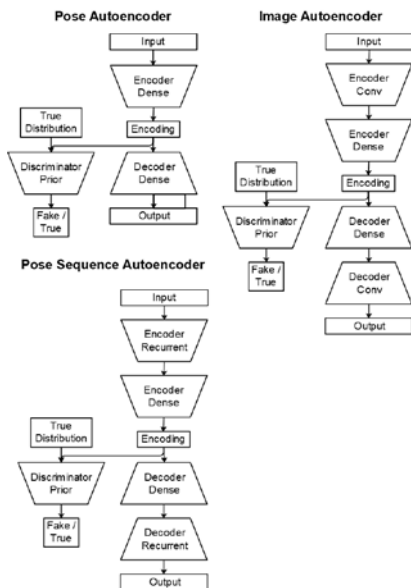 Pose Autoencoder
Input
Encoder
Dense
True
Distribution
Encoding
Discriminator
Prior
Decoder
Dense
Fake /
True
Output
Image Autoencoder
Input
Encoder
Conv
Encoder
Dense
True
Distribution
Encoding
Discriminator
Prior
Decoder
Dense
Fake /
True
Decoder
Conv
Output
Pose Sequence Autoencoder
Input
Encoder
Recurrent
Encoder
Dense
True
Distribution
Encoding
Discriminator
Prior
Decoder
Dense
Fake /
True
Decoder
Recurrent
Output